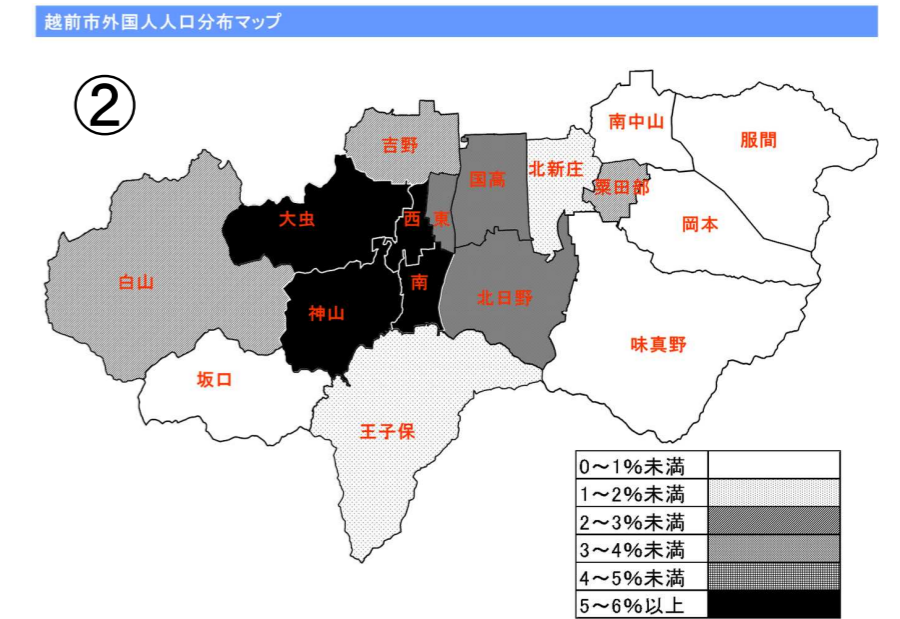 越前市外国人人口分布マップ
②
南中山
服間
吉野
北新庄
国高
粟田部
大虫
西
東
岡本
白山
南
北日野
神山
味真野
坂口
王子保
0～1%未満
1～2%未満
2～3%未満
3～4%未満
4～5%未満
5～6%以上